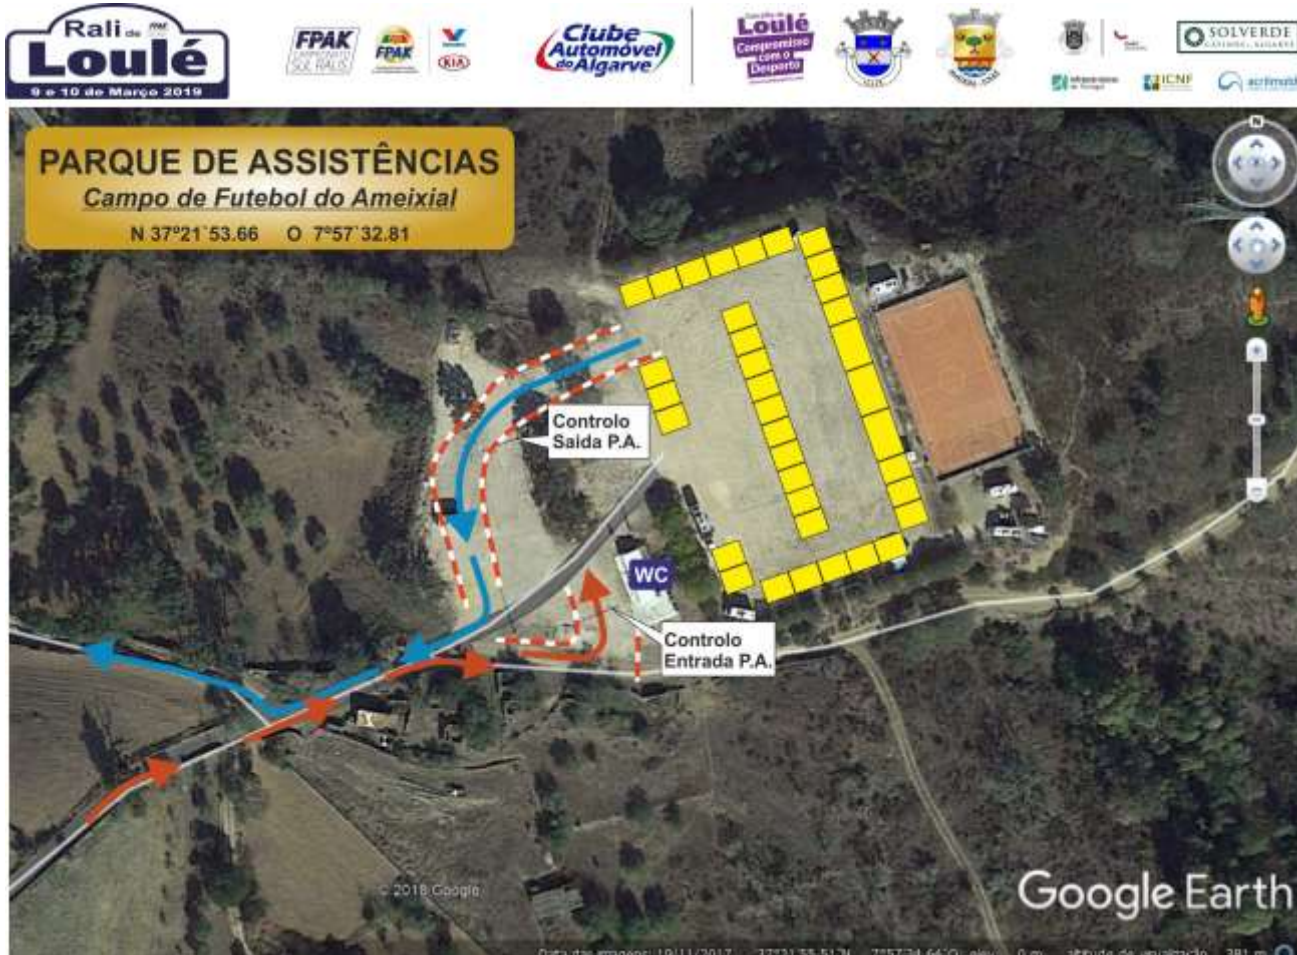 Rali de
Loulé
9 e 10 de Março 2019
FPAK
SUL RALIS
FPAK
KIA
Clube
Automóvel
do Algarve
Loulé
Compromisso
com o
Desporto
SOLVERDE
ICNF
PARQUE DE ASSISTÊNCIAS
Campo de Futebol do Ameixial
N 37º21`53.66 O 7º57`32.81
N
Controlo
Saida P.A.
WC
Controlo
Entrada P.A.
© 2018 Google
Google Earth